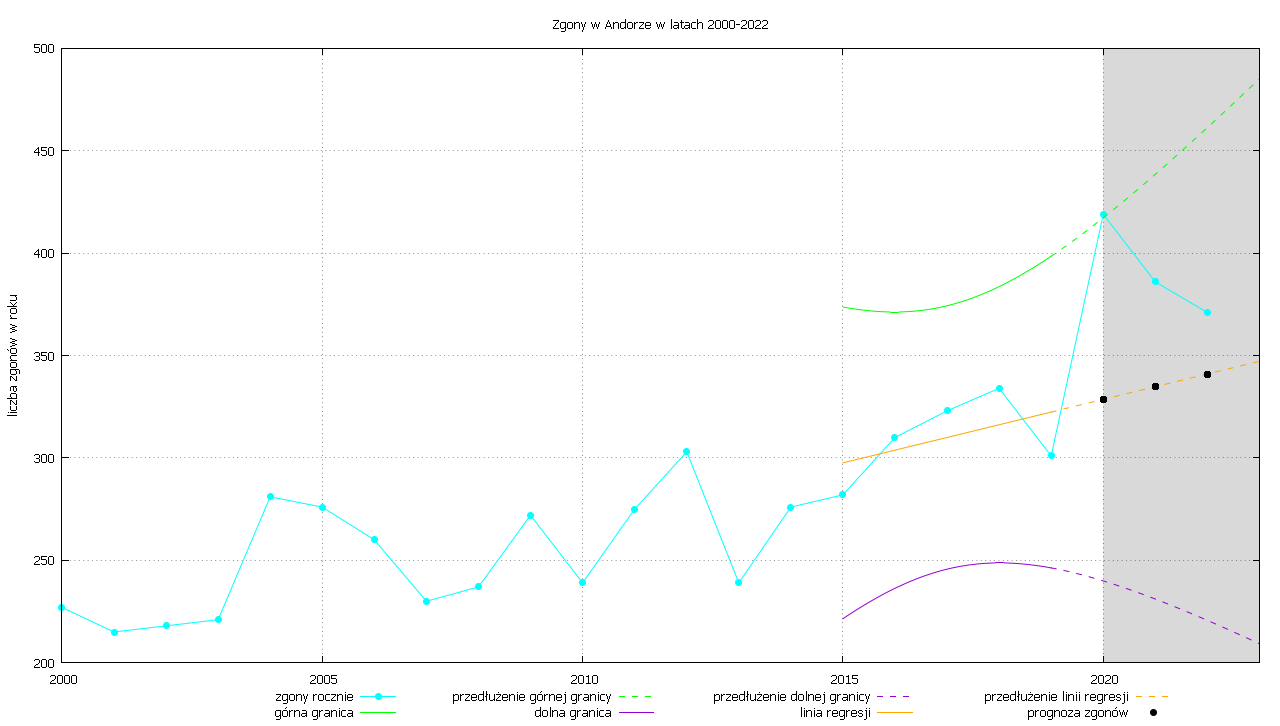 Zgony w Andorze w latach 2000-2022
500
450
400
350
300
250
200
liczba zgonów w roku
2000 2005 2010 2015 2020
zgony rocznie przedłużenie górnej granicy przedłużenie dolnej granicy przedłużenie linii regresji
górna granica dolna granica linia regresji prognoza zgonów